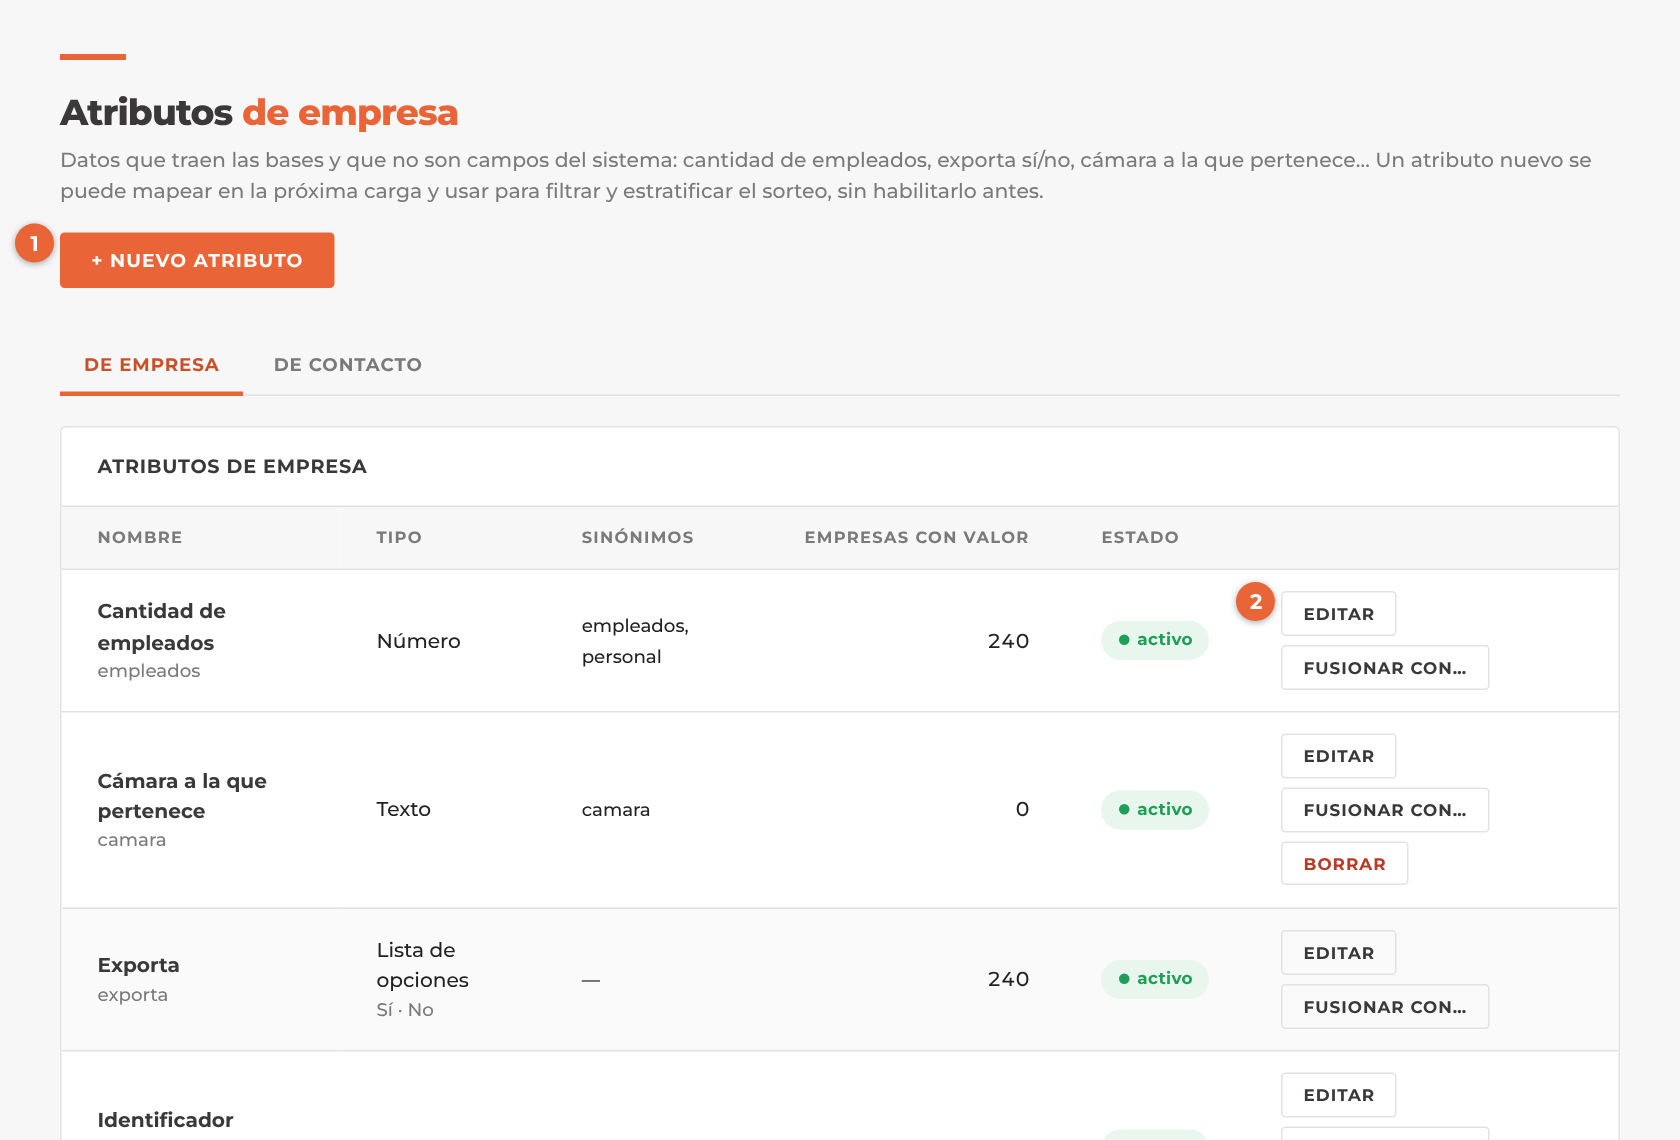 Atributos de empresa
Datos que traen las bases y que no son campos del sistema: cantidad de empleados, exporta sí/no, cámara a la que pertenece... Un atributo nuevo se
puede mapear en la próxima carga y usar para filtrar y estratificar el sorteo, sin habilitarlo antes.
1
+ NUEVO ATRIBUTO
DE EMPRESA DE CONTACTO
ATRIBUTOS DE EMPRESA
NOMBRE TIPO SINÓNIMOS EMPRESAS CON VALOR ESTADO
Cantidad de
empleados
empleados
Número
empleados,
personal
240
activo
2
EDITAR
FUSIONAR CON...
Cámara a la que
pertenece
camara
Texto
camara
0
activo
EDITAR
FUSIONAR CON...
BORRAR
Exporta
exporta
Lista de
opciones
Sí · No
—
240
activo
EDITAR
FUSIONAR CON...
Identificador
EDITAR